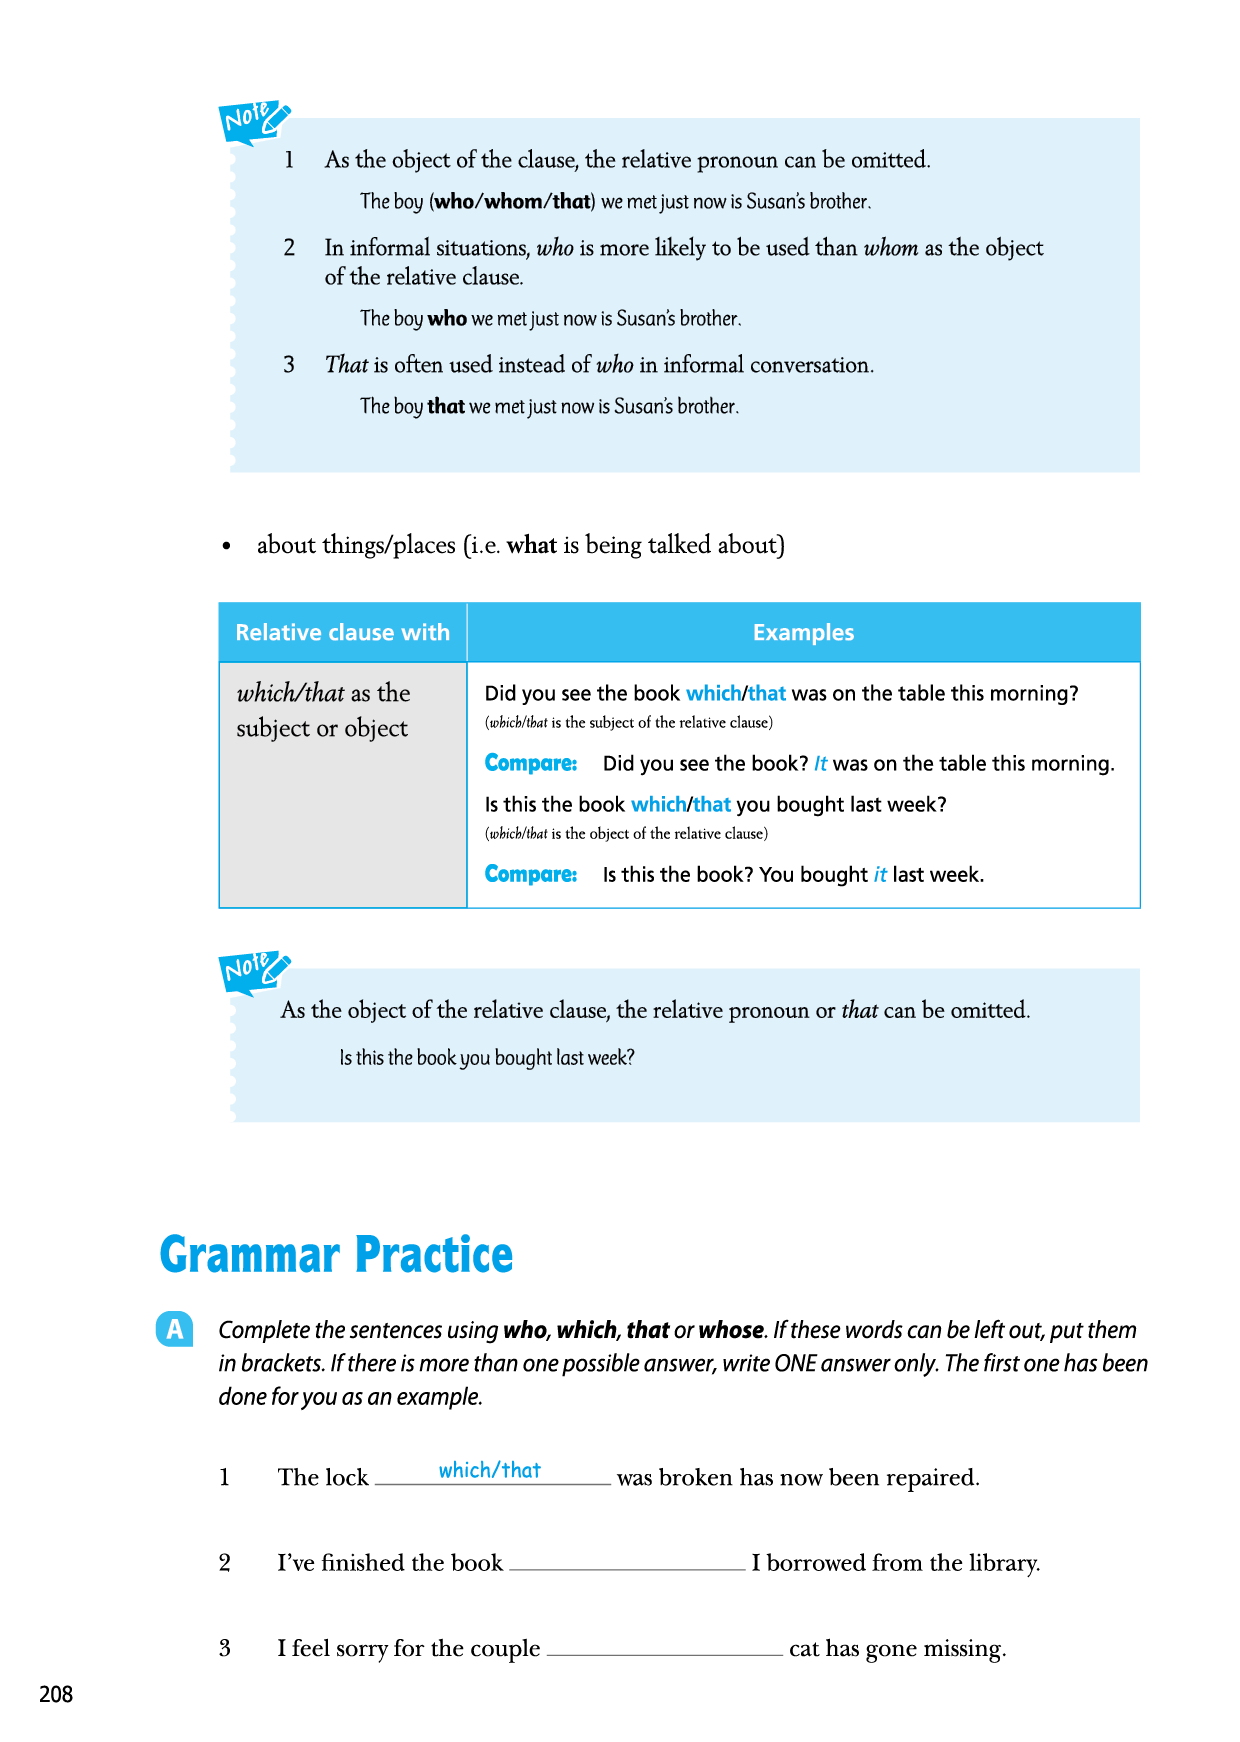 Note
1 As the object of the clause, the relative pronoun can be omitted.
The boy (who/whom/that) we met just now is Susan's brother.
2 In informal situations, who is more likely to be used than whom as the object
of the relative clause.
The boy who we met just now is Susan's brother.
3 That is often used instead of who in informal conversation.
The boy that we met just now is Susan's brother.
• about things/places (i.e. what is being talked about)
Relative clause with Examples
which/that as the
subject or object
Did you see the book which/that was on the table this morning?
(which/that is the subject of the relative clause)
Compare: Did you see the book? It was on the table this morning.
Is this the book which/that you bought last week?
(which/that is the object of the relative clause)
Compare: Is this the book? You bought it last week.
Note
As the object of the relative clause, the relative pronoun or that can be omitted.
Is this the book you bought last week?
Grammar Practice
A Complete the sentences using who, which, that or whose. If these words can be left out, put them
in brackets. If there is more than one possible answer, write ONE answer only. The first one has been
done for you as an example.
1 The lock which/that was broken has now been repaired.
2 I've finished the book ____________________ I borrowed from the library.
3 I feel sorry for the couple ____________________ cat has gone missing.
208